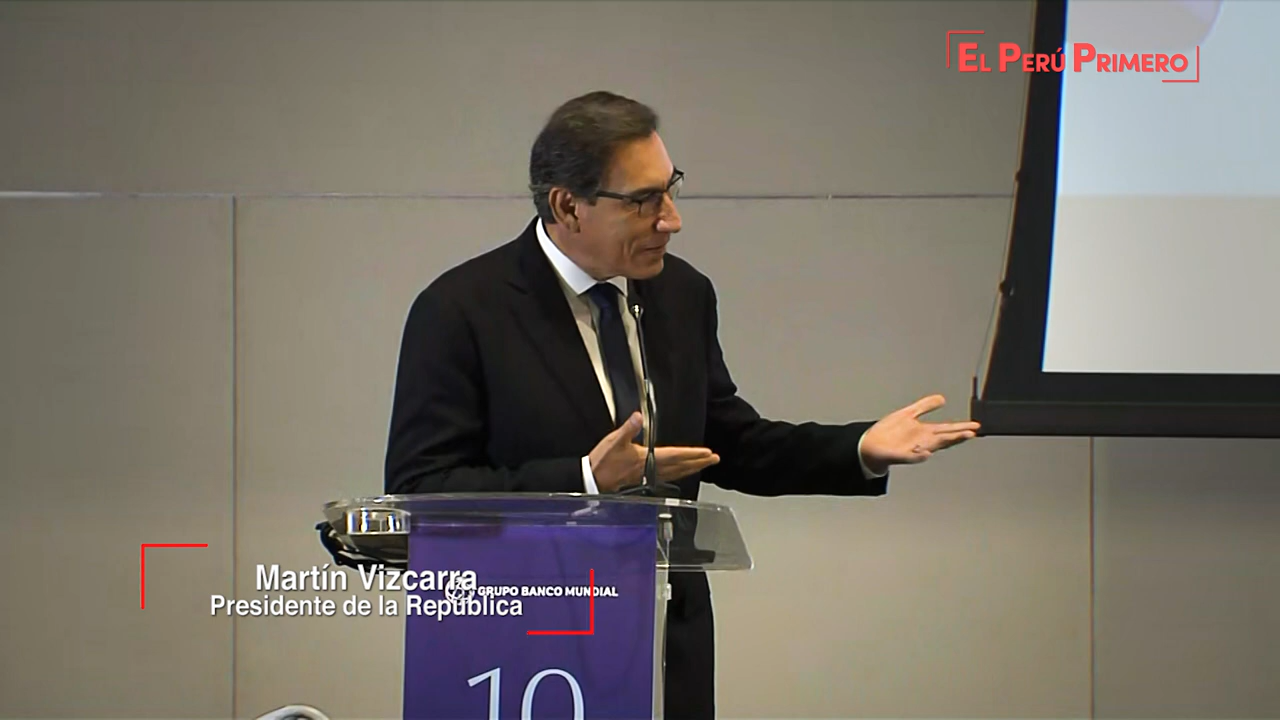 EL PERÚ PRIMERO
Martín Vizcarra
Presidente de la República
GRUPO BANCO MUNDIAL
10